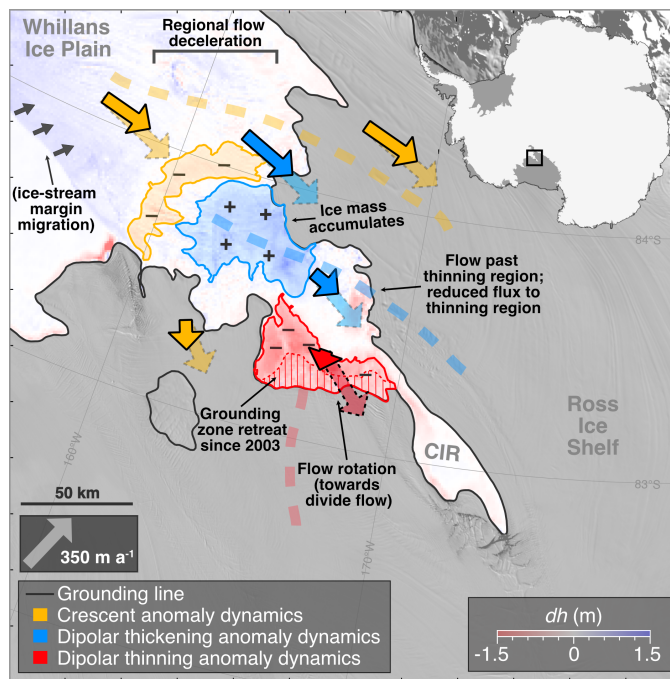 Whillans
Ice Plain
Regional flow
deceleration
(ice-stream
margin
migration)
Ice mass
accumulates
84°S
Flow past
thinning region;
reduced flux to
thinning region
Grounding
zone retreat
since 2003
Flow rotation
(towards
divide flow)
CIR
Ross
Ice
Shelf
160°W
83°S
170°W
50 km
350 m a⁻¹
Grounding line
Crescent anomaly dynamics
Dipolar thickening anomaly dynamics
Dipolar thinning anomaly dynamics
dh (m)
-1.5 0 1.5